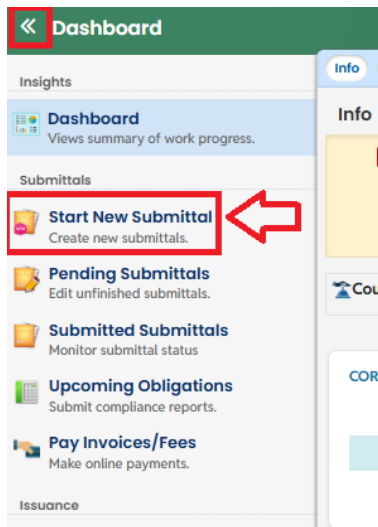 « Dashboard
Info
Insights
Info
Dashboard
Views summary of work progress.
Submittals
Start New Submittal
Create new submittals.
Pending Submittals
Edit unfinished submittals.
Cou
Submitted Submittals
Monitor submittal status
COR
Upcoming Obligations
Submit compliance reports.
Pay Invoices/Fees
Make online payments.
Issuance